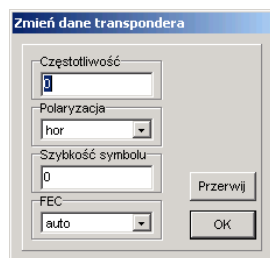 Zmień dane transpondera
Częstotliwość
0
Polaryzacja
hor
Szybkość symbolu
0
FEC
auto
Przerwij
OK